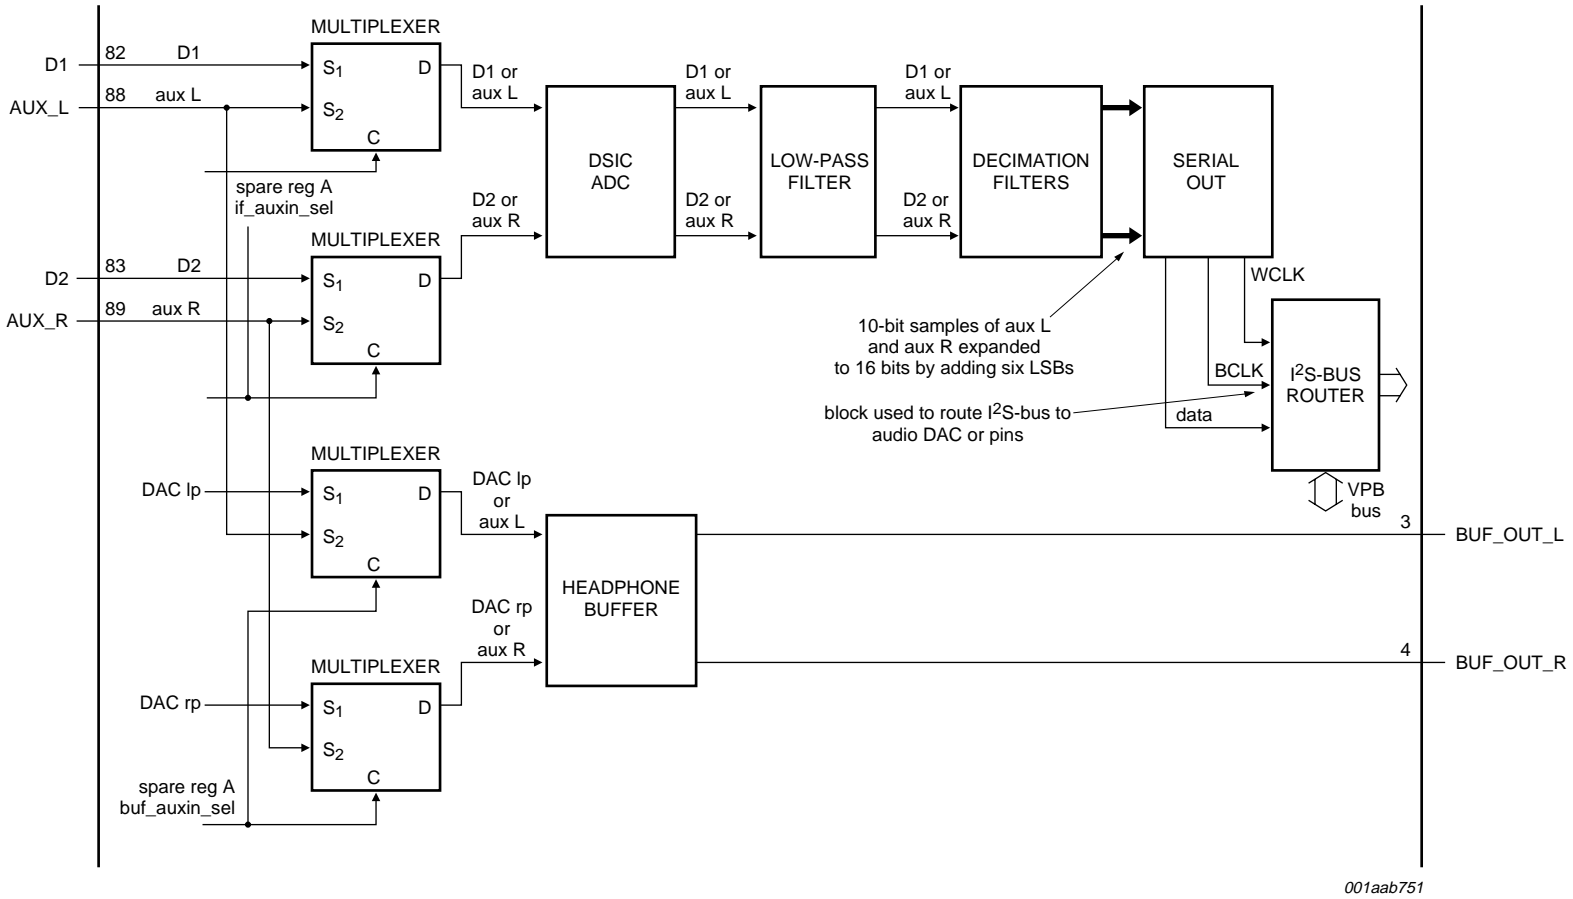 MULTIPLEXER
D1
82
D1
S1
D
AUX_L
88
aux L
S2
C
spare reg A
if_auxin_sel
D1 or
aux L
D2 or
aux R
DSIC
ADC
D1 or
aux L
D2 or
aux R
LOW-PASS
FILTER
D1 or
aux L
D2 or
aux R
DECIMATION
FILTERS
SERIAL
OUT
MULTIPLEXER
D2
83
D2
S1
D
AUX_R
89
aux R
S2
C
WCLK
BCLK
data
10-bit samples of aux L
and aux R expanded
to 16 bits by adding six LSBs
block used to route I2S-bus to
audio DAC or pins
I2S-BUS
ROUTER
VPB
bus
MULTIPLEXER
DAC lp
S1
D
S2
C
DAC lp
or
aux L
DAC rp
or
aux R
HEADPHONE
BUFFER
3
BUF_OUT_L
4
BUF_OUT_R
MULTIPLEXER
DAC rp
S1
D
S2
C
spare reg A
buf_auxin_sel
001aab751